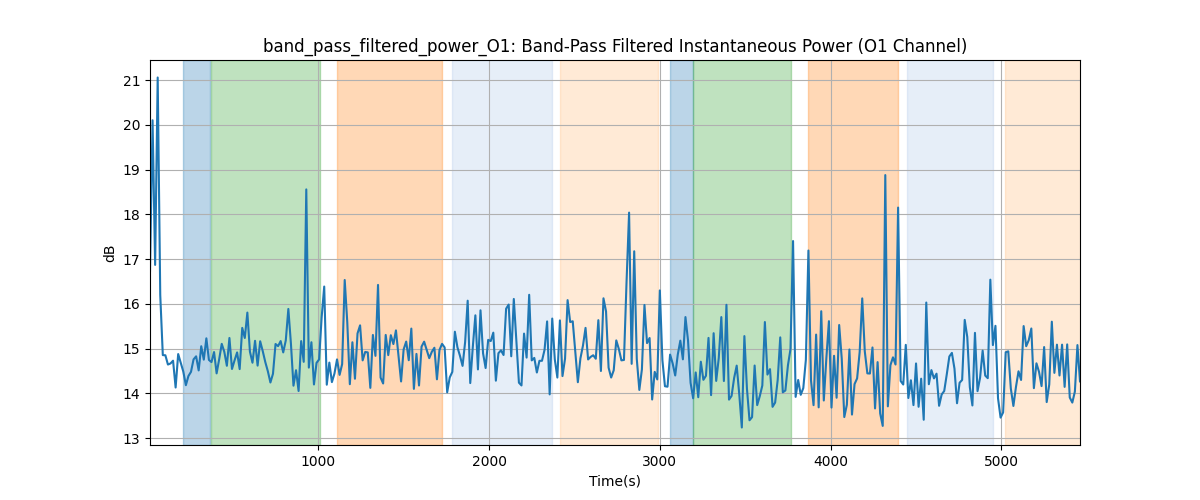 band_pass_filtered_power_O1: Band-Pass Filtered Instantaneous Power (O1 Channel)
21
20
19
18
17
16
15
14
13
dB
1000 2000 3000 4000 5000
Time(s)